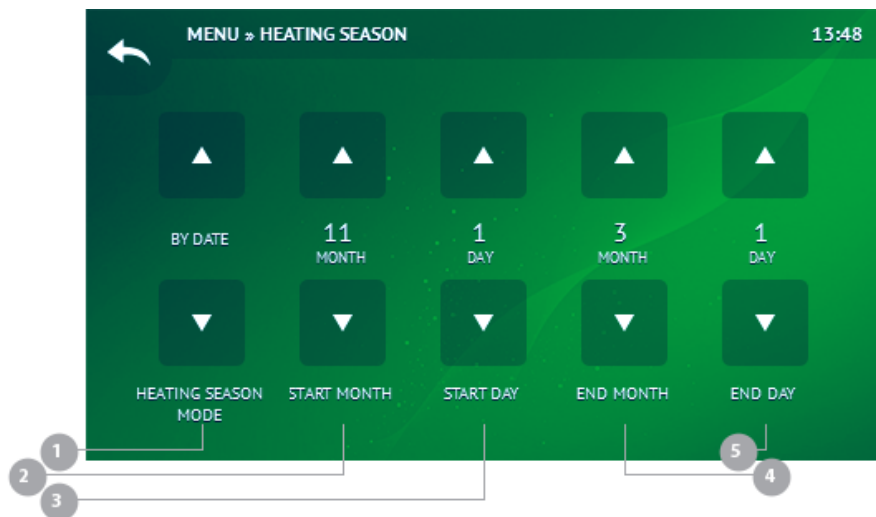 MENU » HEATING SEASON 13:48
BY DATE 11 1 3 1
MONTH DAY MONTH DAY
HEATING SEASON START MONTH START DAY END MONTH END DAY
MODE
1 5
2 4
3